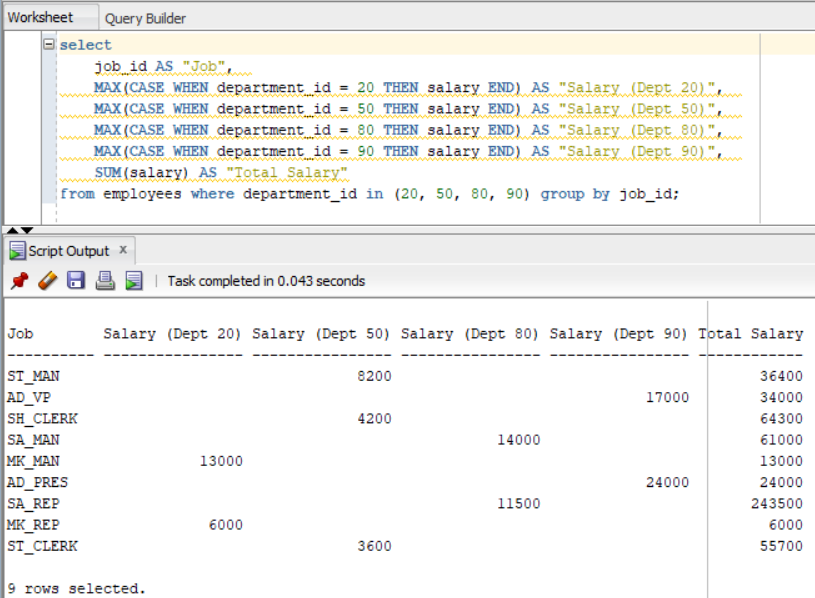 Worksheet Query Builder
select
job_id AS "Job",
MAX(CASE WHEN department_id = 20 THEN salary END) AS "Salary (Dept 20)",
MAX(CASE WHEN department_id = 50 THEN salary END) AS "Salary (Dept 50)",
MAX(CASE WHEN department_id = 80 THEN salary END) AS "Salary (Dept 80)",
MAX(CASE WHEN department_id = 90 THEN salary END) AS "Salary (Dept 90)",
SUM(salary) AS "Total Salary"
from employees where department_id in (20, 50, 80, 90) group by job_id;
Script Output x
Task completed in 0.043 seconds
Job Salary (Dept 20) Salary (Dept 50) Salary (Dept 80) Salary (Dept 90) Total Salary
---------- ---------------- ---------------- ---------------- ---------------- ------------
ST_MAN 8200 36400
AD_VP 17000 34000
SH_CLERK 4200 64300
SA_MAN 14000 61000
MK_MAN 13000 13000
AD_PRES 24000 24000
SA_REP 11500 243500
MK_REP 6000 6000
ST_CLERK 3600 55700
9 rows selected.